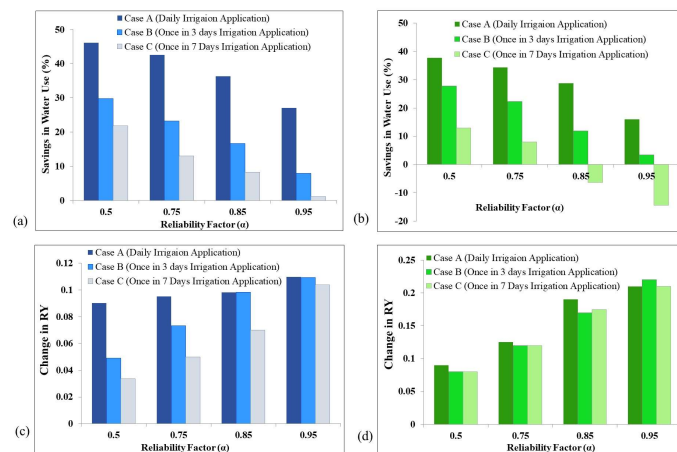 50
40
30
20
10
0
Savings in Water Use (%)
Case A (Daily Irrigaion Application)
Case B (Once in 3 days Irrigation Application)
Case C (Once in 7 Days Irrigation Application)
0.5 0.75 0.85 0.95
Reliability Factor (α)
(a)
50
40
30
20
10
0
-10
-20
Savings in Water Use (%)
Case A (Daily Irrigaion Application)
Case B (Once in 3 days Irrigation Application)
Case C (Once in 7 Days Irrigation Application)
0.5 0.75 0.85 0.95
Reliability Factor (α)
(b)
0.12
0.1
0.08
0.06
0.04
0.02
0
Change in RY
Case A (Daily Irrigaion Application)
Case B (Once in 3 days Irrigation Application)
Case C (Once in 7 Days Irrigation Application)
0.5 0.75 0.85 0.95
Reliability Factor (α)
(c)
0.25
0.2
0.15
0.1
0.05
0
Change in RY
Case A (Daily Irrigaion Application)
Case B (Once in 3 days Irrigation Application)
Case C (Once in 7 Days Irrigation Application)
0.5 0.75 0.85 0.95
Reliability Factor (α)
(d)